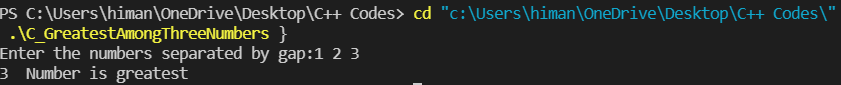 PS C:\Users\himan\OneDrive\Desktop\C++ Codes> cd "c:\Users\himan\OneDrive\Desktop\C++ Codes\"
.\C_GreatestAmongThreeNumbers }
Enter the numbers separated by gap:1 2 3
3  Number is greatest